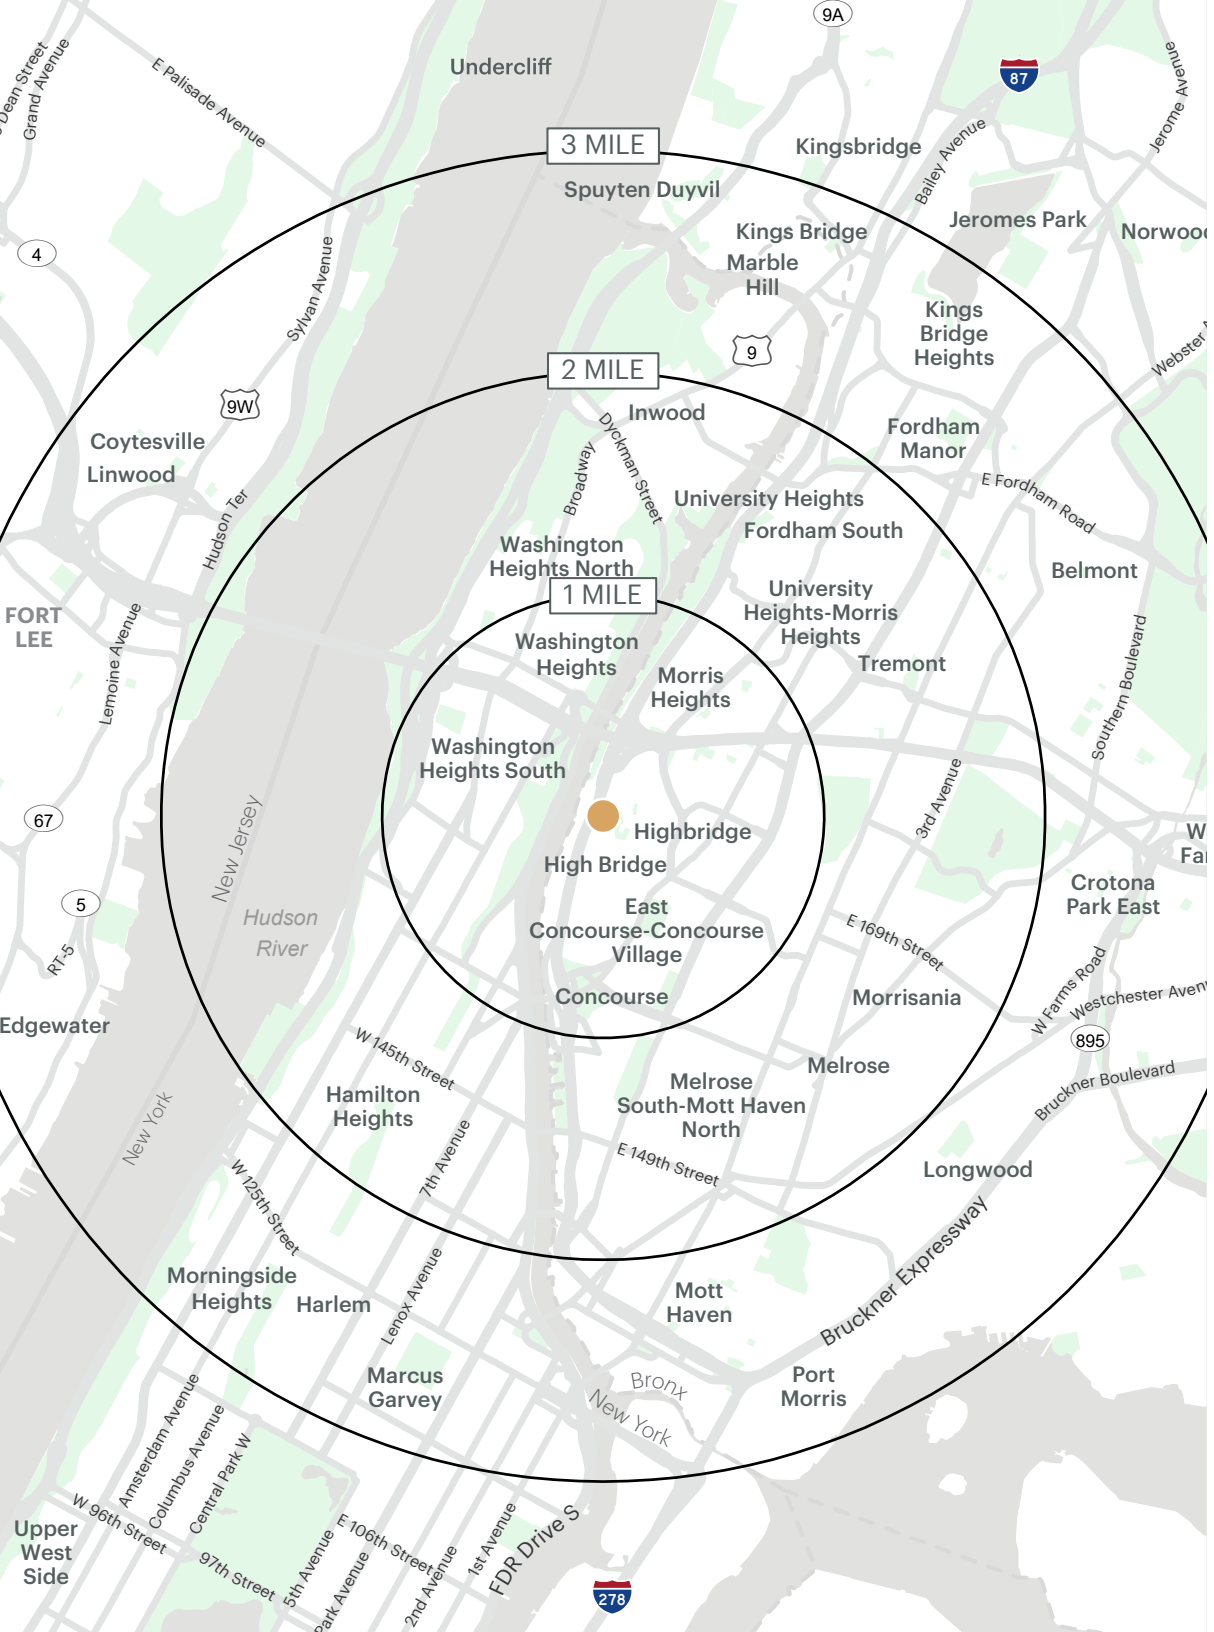 9A
Undercliff
87
S Dean Street
Grand Avenue
E Palisade Avenue
Jerome Avenue
3 MILE
Kingsbridge
Bailey Avenue
Spuyten Duyvil
Jeromes Park
Kings Bridge
Norwood
Marble
Hill
4
Sylvan Avenue
Kings
Bridge
Heights
9
Webster A
2 MILE
9W
Inwood
Dyckman Street
Broadway
Fordham
Manor
Coytesville
Linwood
E Fordham Road
University Heights
Fordham South
Hudson Ter
Washington
Heights North
Belmont
1 MILE
University
Heights-Morris
Heights
FORT
LEE
Lemoine Avenue
Washington
Heights
Tremont
Morris
Heights
Southern Boulevard
Washington
Heights South
3rd Avenue
67
New Jersey
Highbridge
High Bridge
W
Fa
Crotona
Park East
5
Hudson
River
East
Concourse-Concourse
Village
E 169th Street
RT-5
Concourse
Morrisania
W Farms Road
Westchester Aven
Edgewater
895
W 145th Street
Melrose
Bruckner Boulevard
Hamilton
Heights
Melrose
South-Mott Haven
North
New York
7th Avenue
E 149th Street
Longwood
W 125th Street
Bruckner Expressway
Morningside
Heights
Harlem
Lenox Avenue
Mott
Haven
Marcus
Garvey
Port
Morris
Bronx
New York
Amsterdam Avenue
Columbus Avenue
Central Park W
W 96th Street
Upper
West
Side
97th Street
E 106th Street
5th Avenue
Park Avenue
2nd Avenue
1st Avenue
FDR Drive S
278